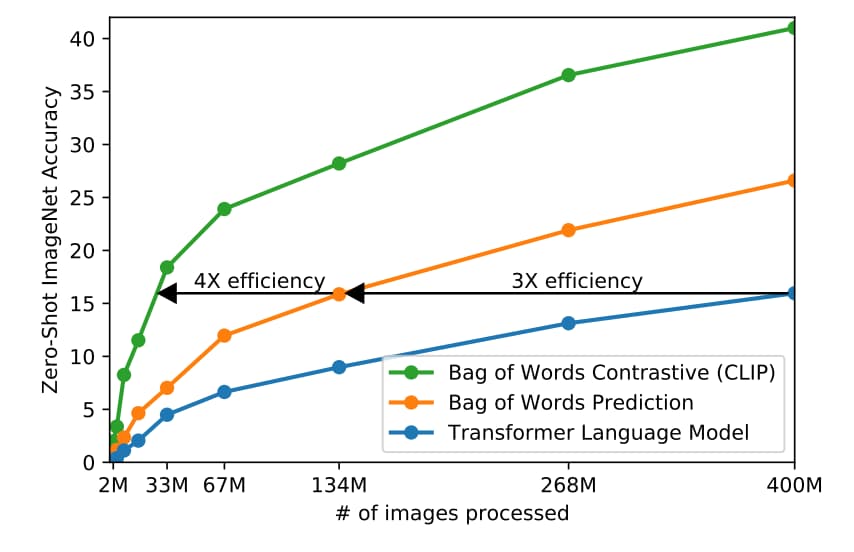 40
35
30
25
20
15
10
5
0
Zero-Shot ImageNet Accuracy
4X efficiency
3X efficiency
Bag of Words Contrastive (CLIP)
Bag of Words Prediction
Transformer Language Model
2M 33M 67M 134M 268M 400M
# of images processed